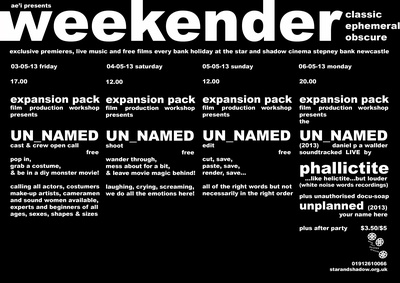 ae'l presents
weekender
classic
ephemeral
obscure
exclusive premieres, live music and free films every bank holiday at the star and shadow cinema stepney bank newcastle
03-05-13 friday
17.00
expansion pack
film production workshop
presents
UN_NAMED
cast & crew open call
free
pop in,
grab a costume,
& be in a diy monster movie!
calling all actors, costumers
make-up artists, cameramen
and sound women available,
experts and beginners of all
ages, sexes, shapes & sizes
04-05-13 saturday
12.00
expansion pack
film production workshop
presents
UN_NAMED
shoot
free
wander through,
mess about for a bit,
& leave movie magic behind!
laughing, crying, screaming,
we do all the emotions here!
05-05-13 sunday
12.00
expansion pack
film production workshop
presents
UN_NAMED
edit
free
cut, save,
paste, save,
render, save...
all of the right words but not
necessarily in the right order
06-05-13 monday
20.00
expansion pack
film production workshop
presents
the
UN_NAMED
(2013) daniel p a wallder
soundtracked LIVE by
phallictite
...like helictite...but louder
(white noise words recordings)
plus unauthorised docu-soap
unplanned (2013)
your name here
plus after party $3.50/$5
01912610066
starandshadow.org.uk